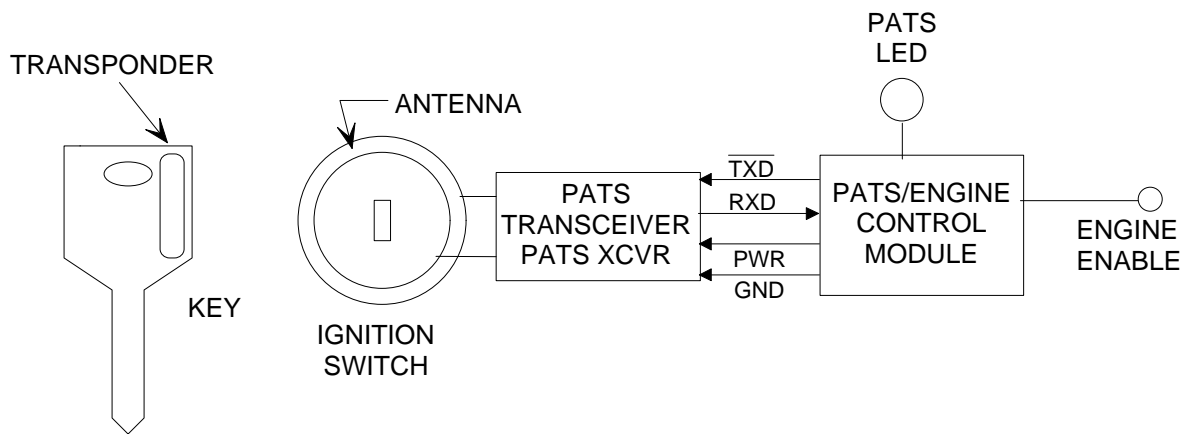 TRANSPONDER
KEY
ANTENNA
IGNITION
SWITCH
PATS
TRANSCEIVER
PATS XCVR
TXD
RXD
PWR
GND
PATS
LED
PATS/ENGINE
CONTROL
MODULE
ENGINE
ENABLE